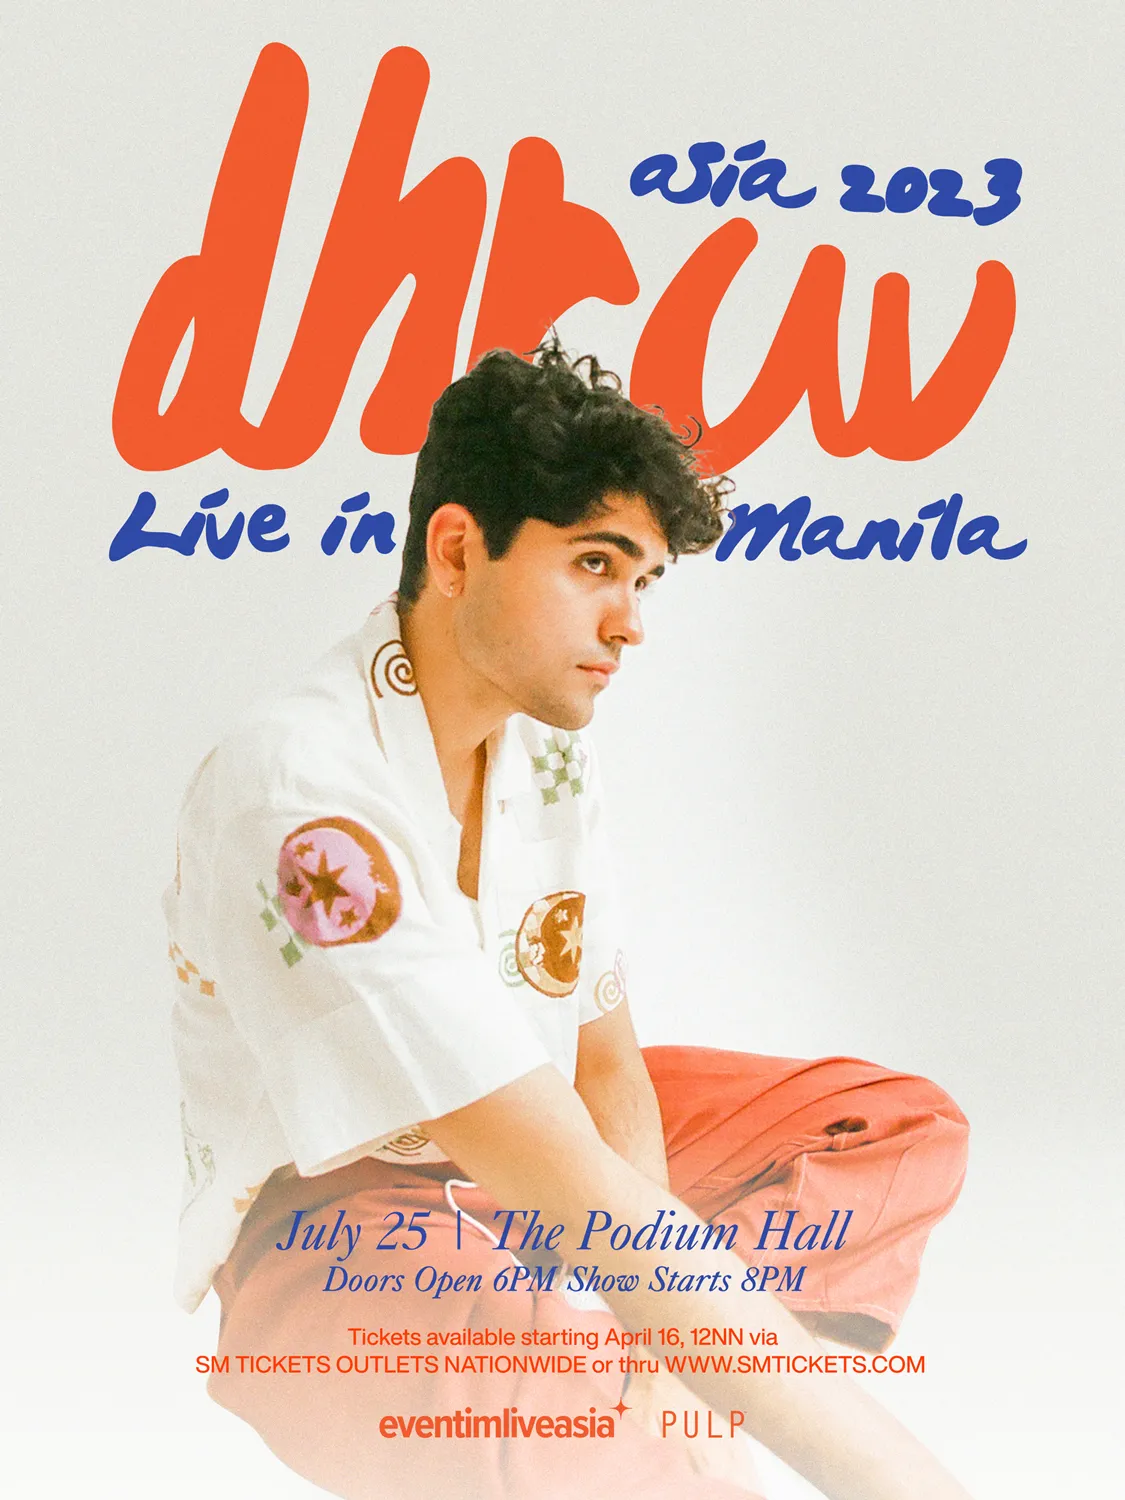 dhruv
asia 2023
Live in Manila
July 25 | The Podium Hall
Doors Open 6PM Show Starts 8PM
Tickets available starting April 16, 12NN via
SM TICKETS OUTLETS NATIONWIDE or thru WWW.SMTICKETS.COM
eventimliveasia PULP